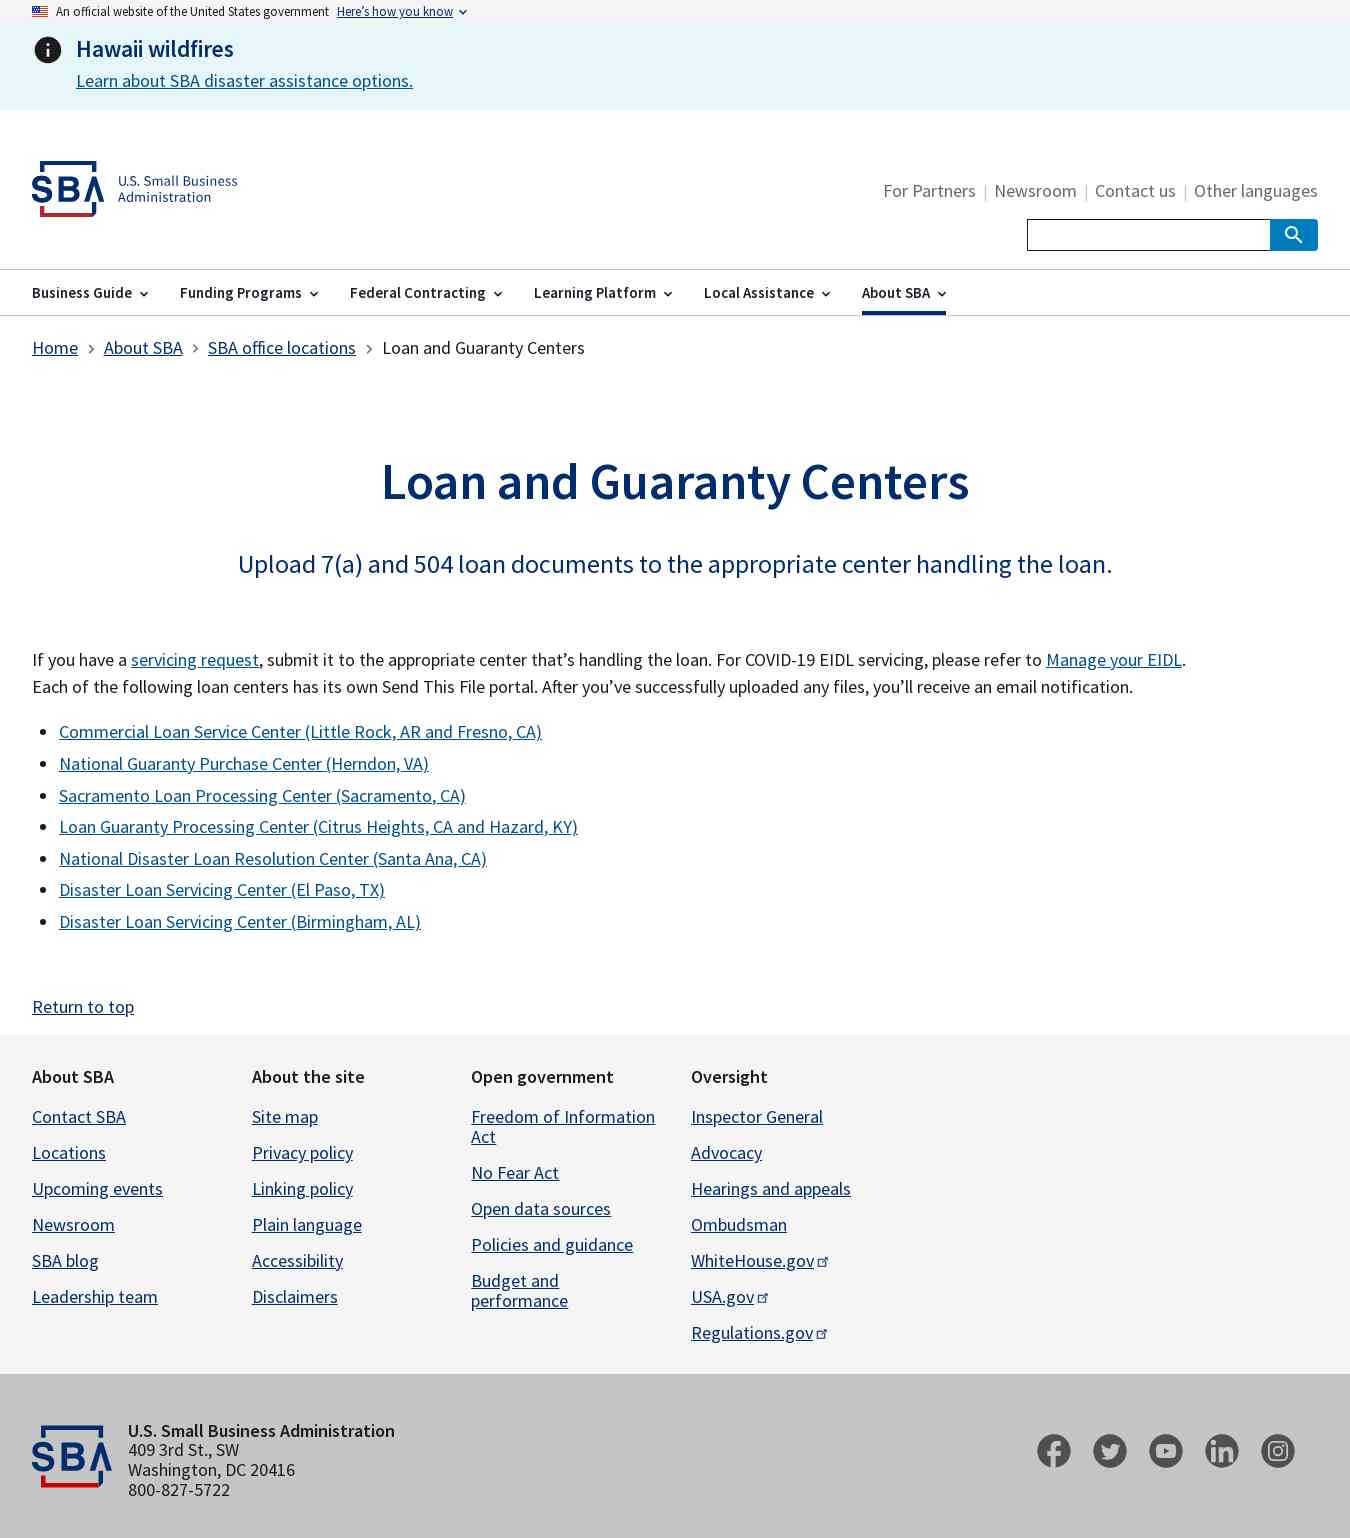 An official website of the United States government Here’s how you know
Hawaii wildfires
Learn about SBA disaster assistance options.
SBA U.S. Small Business
Administration
For Partners | Newsroom | Contact us | Other languages
Business Guide Funding Programs Federal Contracting Learning Platform Local Assistance About SBA
Home > About SBA > SBA office locations > Loan and Guaranty Centers
Loan and Guaranty Centers
Upload 7(a) and 504 loan documents to the appropriate center handling the loan.
If you have a servicing request, submit it to the appropriate center that’s handling the loan. For COVID-19 EIDL servicing, please refer to Manage your EIDL.
Each of the following loan centers has its own Send This File portal. After you’ve successfully uploaded any files, you’ll receive an email notification.
• Commercial Loan Service Center (Little Rock, AR and Fresno, CA)
• National Guaranty Purchase Center (Herndon, VA)
• Sacramento Loan Processing Center (Sacramento, CA)
• Loan Guaranty Processing Center (Citrus Heights, CA and Hazard, KY)
• National Disaster Loan Resolution Center (Santa Ana, CA)
• Disaster Loan Servicing Center (El Paso, TX)
• Disaster Loan Servicing Center (Birmingham, AL)
Return to top
About SBA
Contact SBA
Locations
Upcoming events
Newsroom
SBA blog
Leadership team
About the site
Site map
Privacy policy
Linking policy
Plain language
Accessibility
Disclaimers
Open government
Freedom of Information
Act
No Fear Act
Open data sources
Policies and guidance
Budget and
performance
Oversight
Inspector General
Advocacy
Hearings and appeals
Ombudsman
WhiteHouse.gov
USA.gov
Regulations.gov
SBA
U.S. Small Business Administration
409 3rd St., SW
Washington, DC 20416
800-827-5722